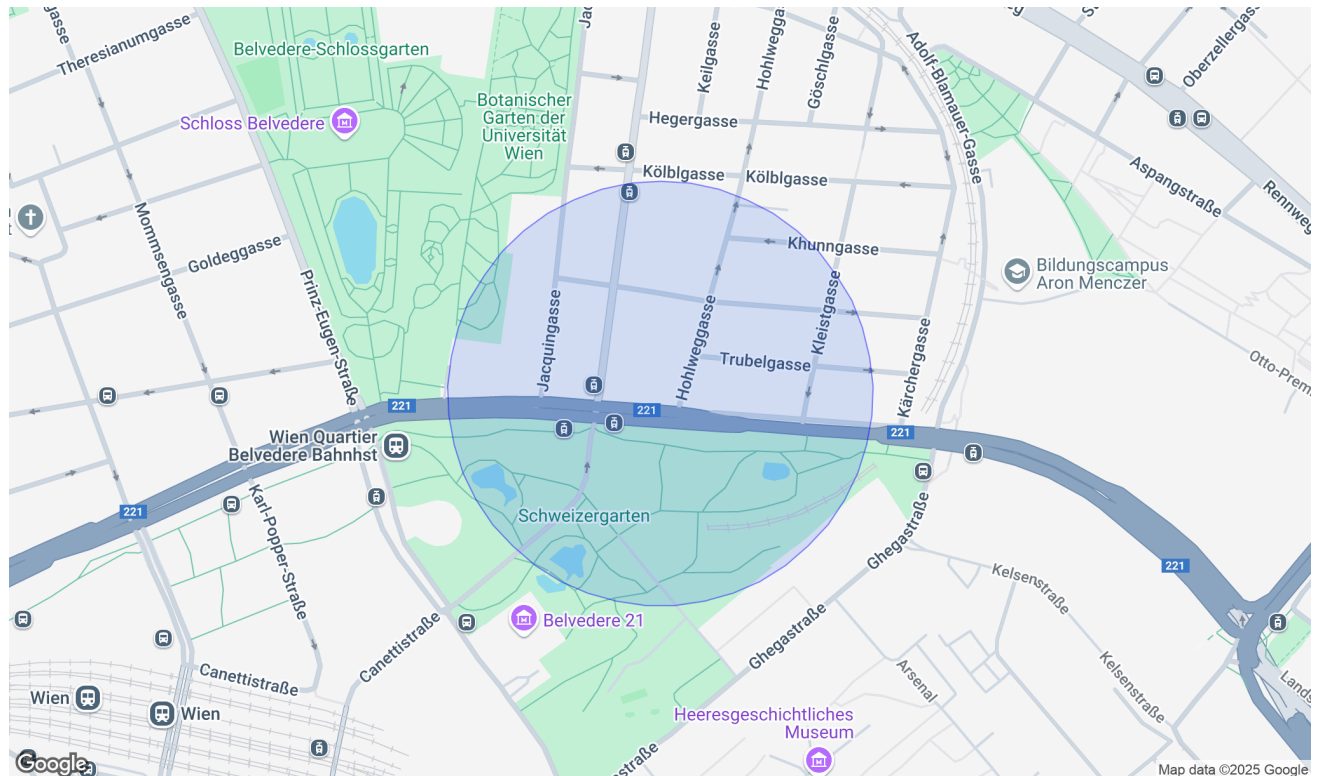 Theresianumgasse
Belvedere-Schlossgarten
Schloss Belvedere
Botanischer
Garten der
Universität
Wien
Keilgasse
Göschlgasse
Hegergasse
Kölblgasse
Kölblgasse
Adolf-Blamauer-Gasse
Oberzellergasse
Aspangstraße
Rennweg
Mommsengasse
Goldeggasse
Prinz-Eugen-Straße
Khunngasse
Bildungscampus
Aron Menczer
Jacquingasse
Hohlweggasse
Kleistgasse
Trubelgasse
Kärchergasse
221
221
221
Wien Quartier
Belvedere Bahnhst
221
221
Karl-Popper-Straße
Schweizergarten
Ghegastraße
Kelsenstraße
Belvedere 21
Canettistraße
Canettistraße
Ghegastraße
Arsenal
Kelsenstraße
Wien
Wien
Heeresgeschichtliches
Museum
Google
Map data ©2025 Google